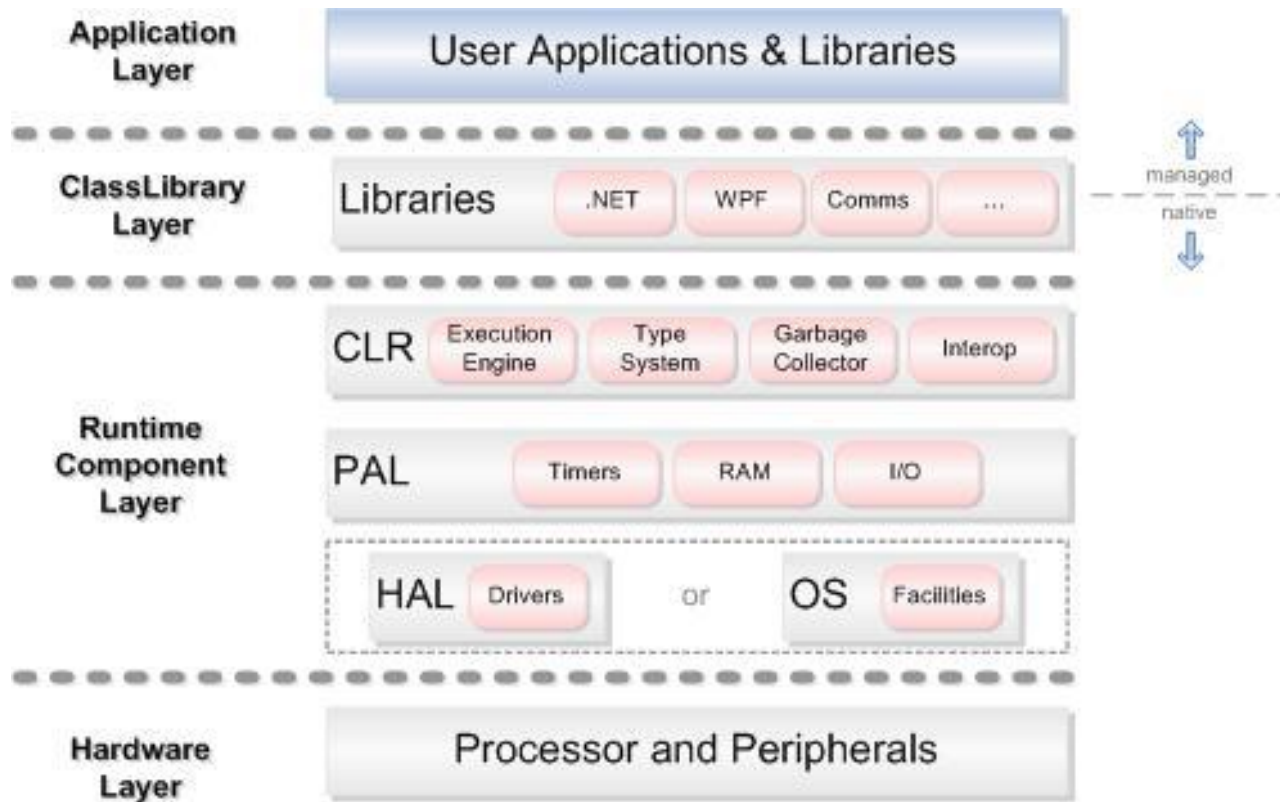 Application
Layer
User Applications & Libraries
managed
native
ClassLibrary
Layer
Libraries
.NET
WPF
Comms
...
Runtime
Component
Layer
CLR
Execution
Engine
Type
System
Garbage
Collector
Interop
PAL
Timers
RAM
I/O
HAL
Drivers
or
OS
Facilities
Hardware
Layer
Processor and Peripherals